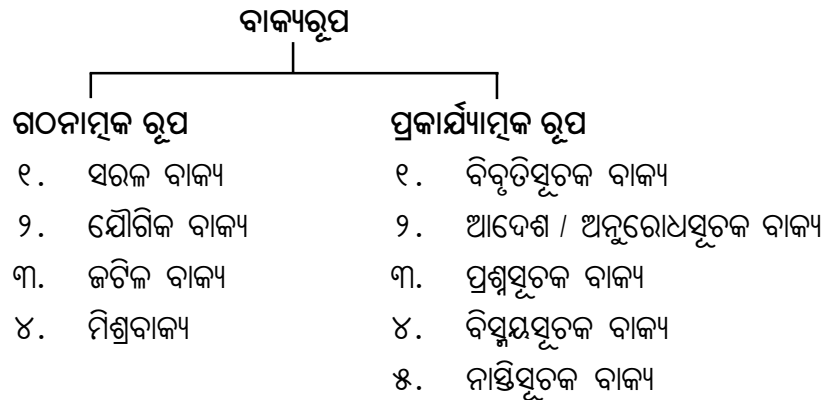 ବାକ୍ୟରୂପ
ଗଠନାତ୍ମକ ରୂପ
୧. ସରଳ ବାକ୍ୟ
୨. ଯୌଗିକ ବାକ୍ୟ
୩. ଜଟିଳ ବାକ୍ୟ
୪. ମିଶ୍ରବାକ୍ୟ
ପ୍ରକାର୍ଯ୍ୟାତ୍ମକ ରୂପ
୧. ବିବୃତିସୂଚକ ବାକ୍ୟ
୨. ଆଦେଶ / ଅନୁରୋଧସୂଚକ ବାକ୍ୟ
୩. ପ୍ରଶ୍ନସୂଚକ ବାକ୍ୟ
୪. ବିସ୍ମୟସୂଚକ ବାକ୍ୟ
୫. ନାସ୍ତିସୂଚକ ବାକ୍ୟ